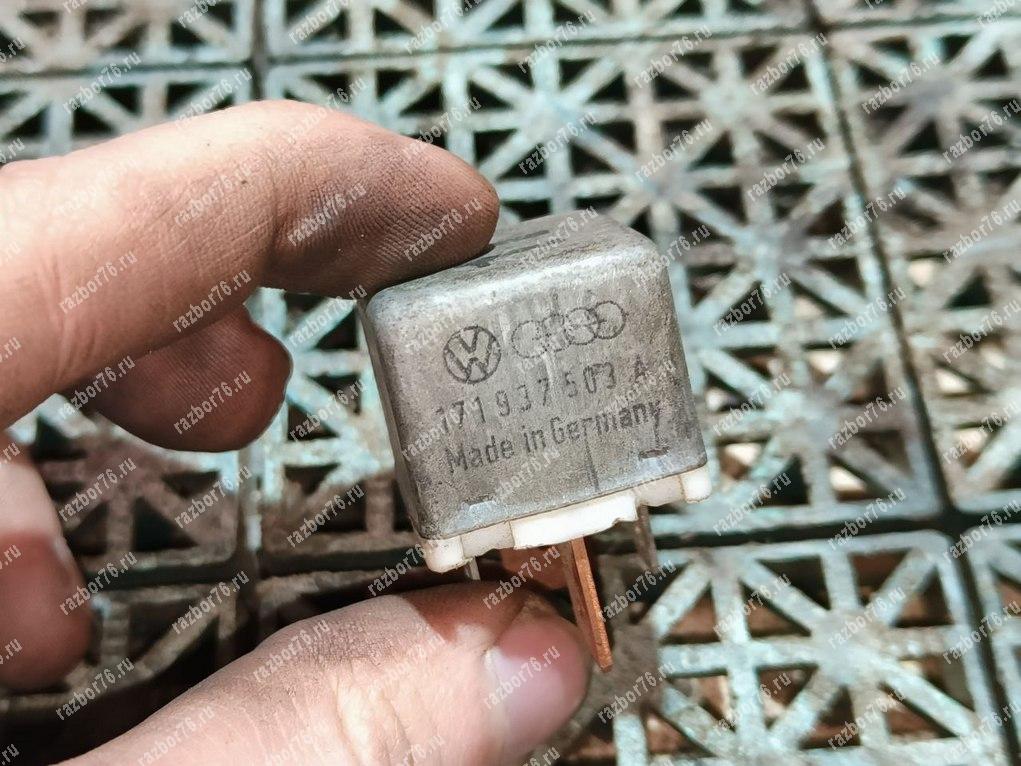 171 937 503 A
Made in Germany
razbor76.ru